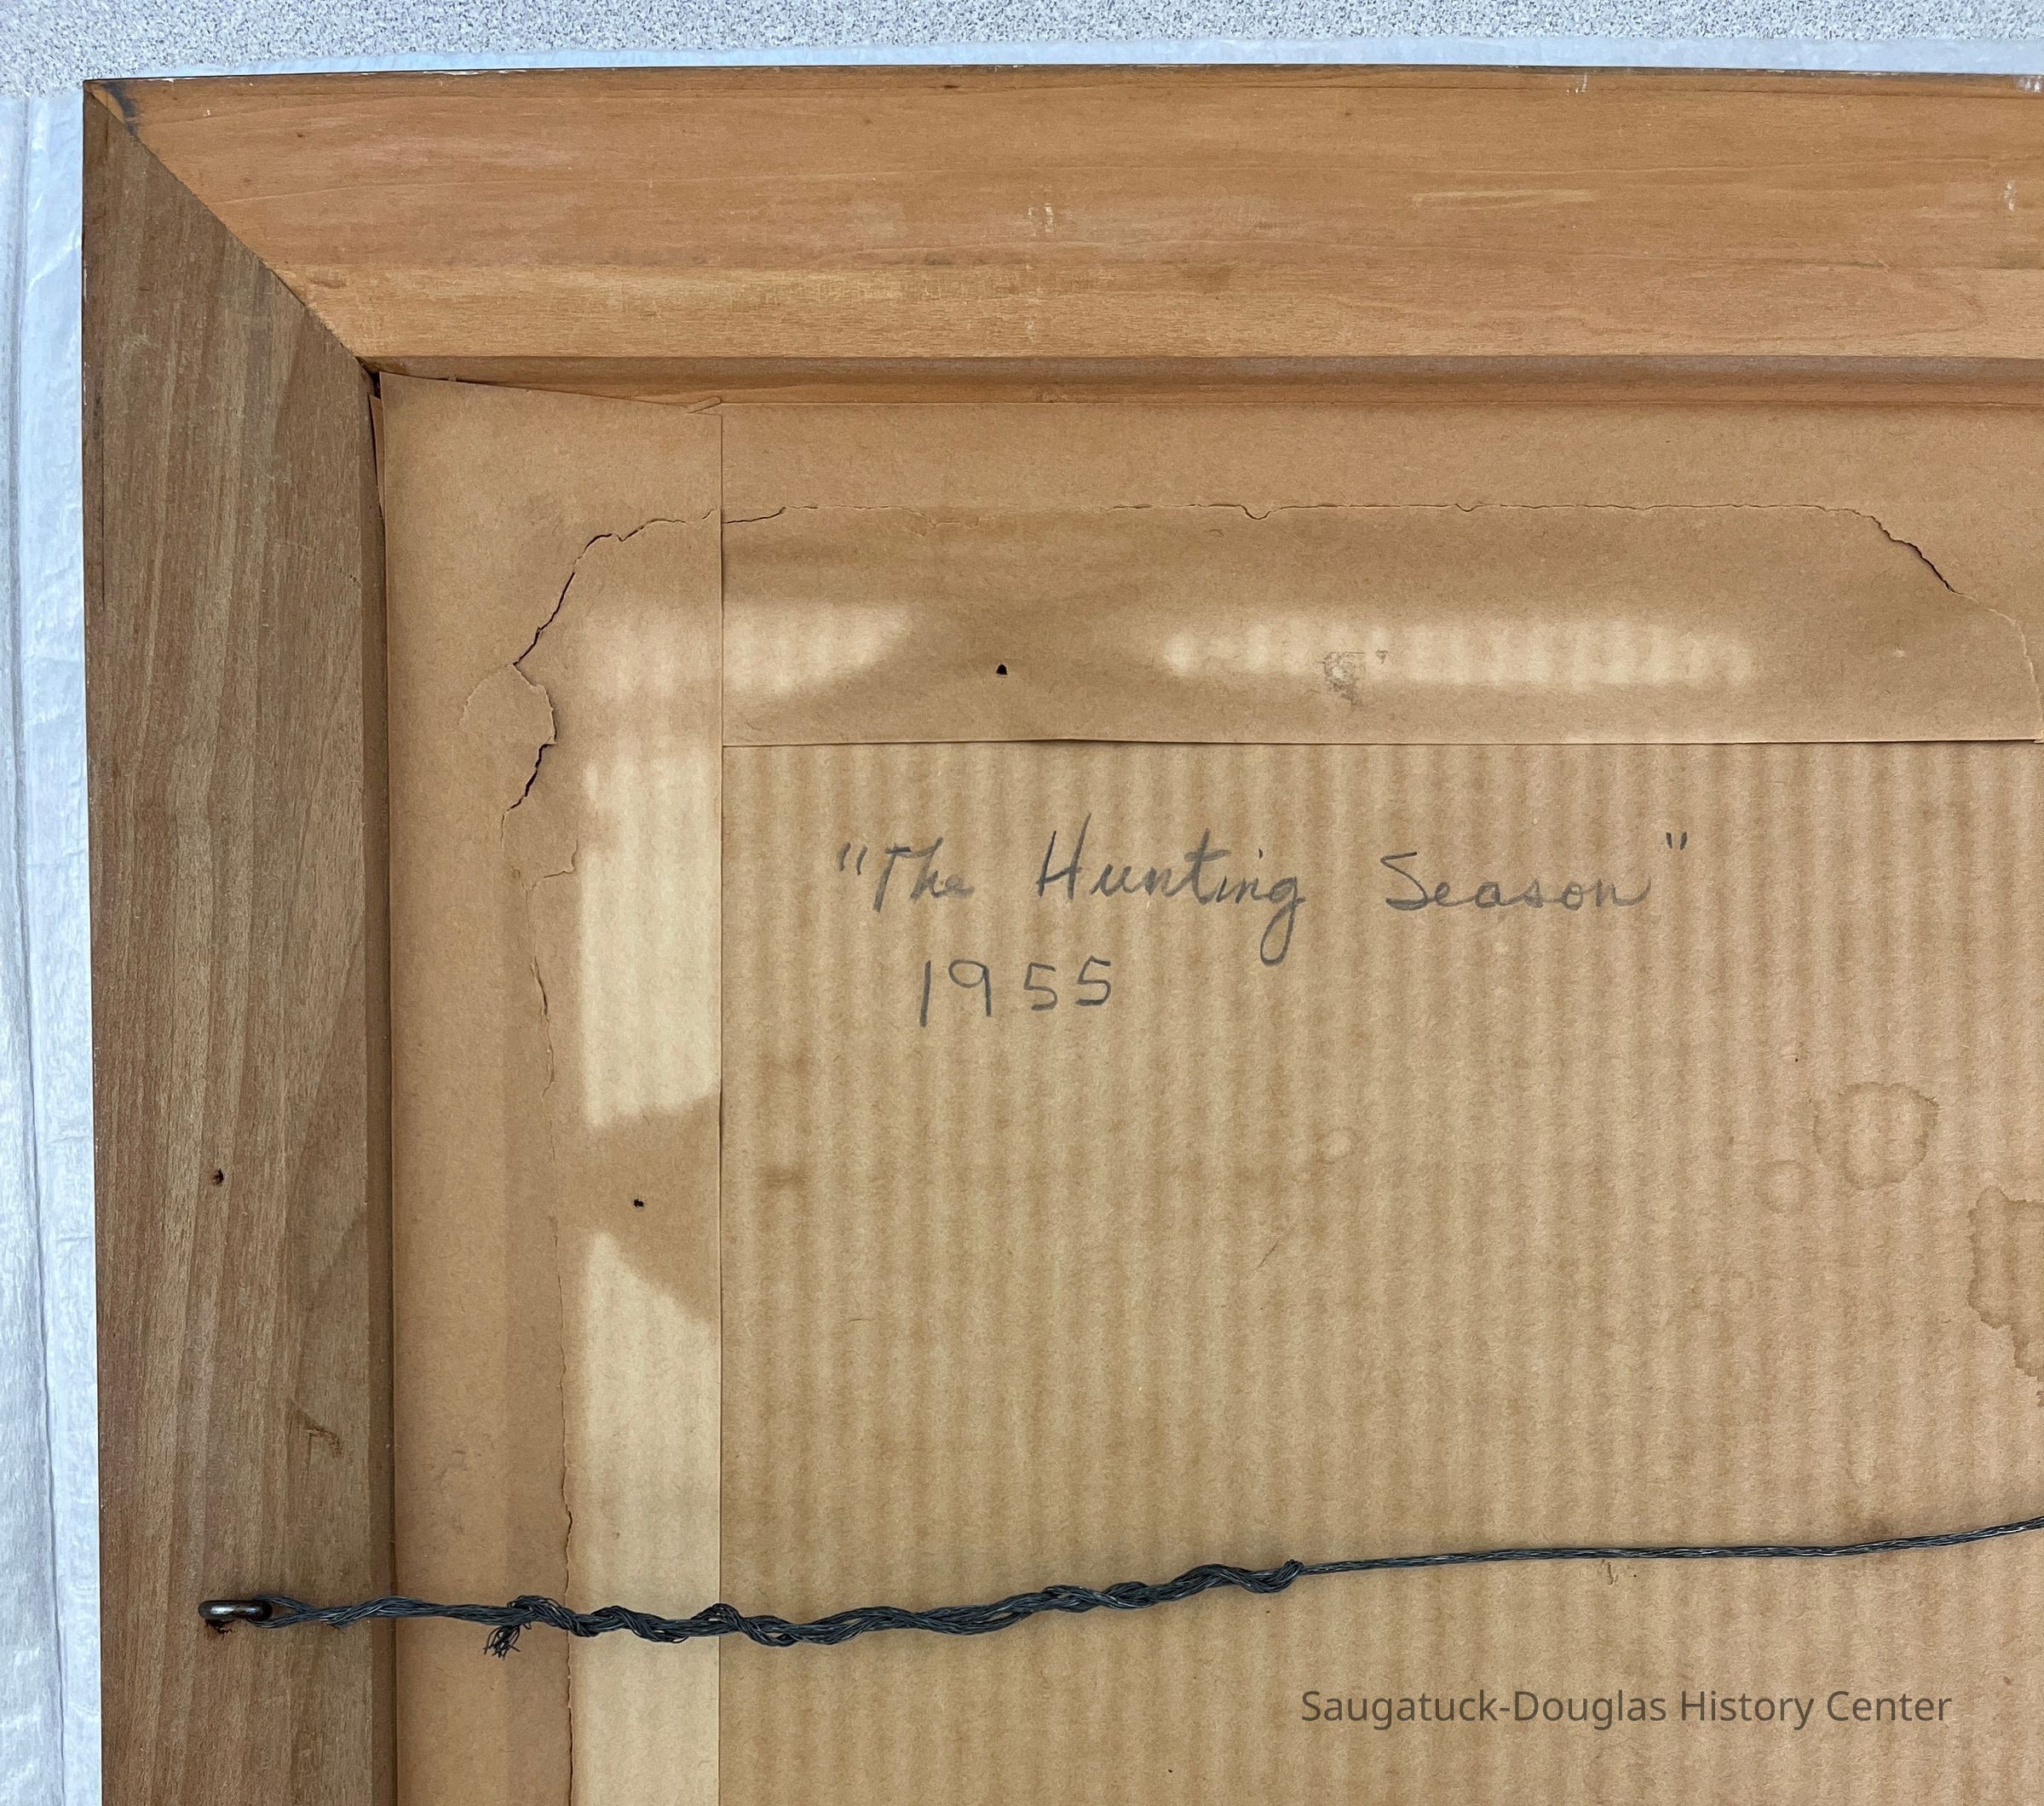 "The Hunting Season"
1955
Saugatuck-Douglas History Center